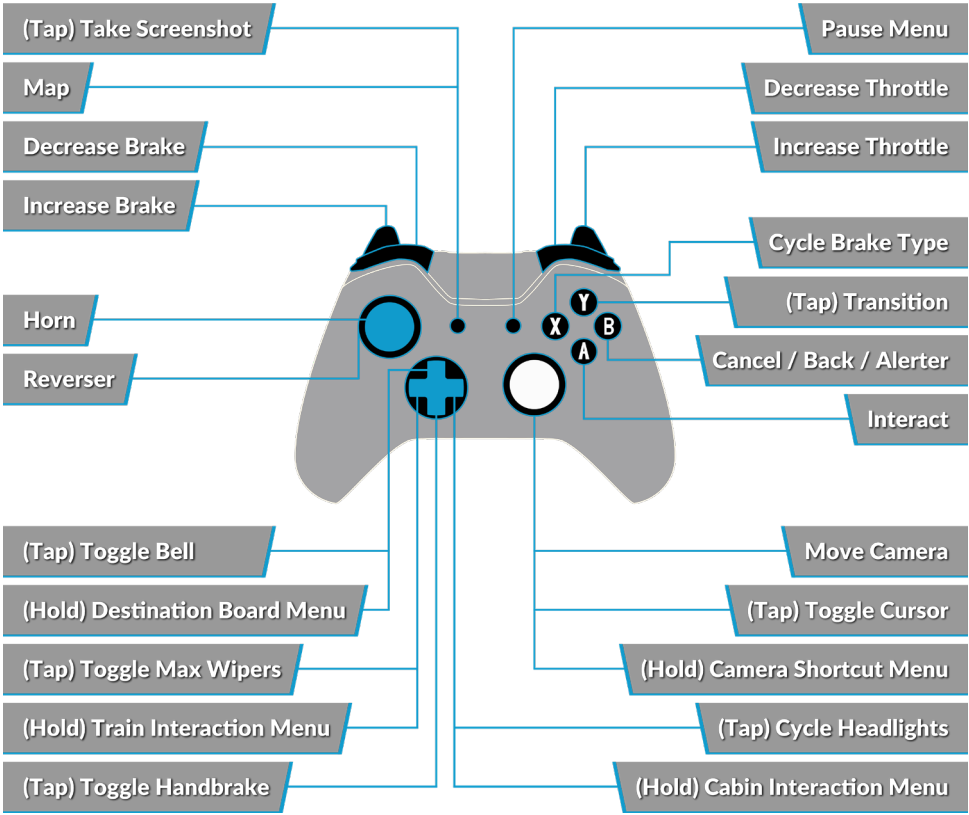 (Tap) Take Screenshot
Map
Decrease Brake
Increase Brake
Horn
Reverser
(Tap) Toggle Bell
(Hold) Destination Board Menu
(Tap) Toggle Max Wipers
(Hold) Train Interaction Menu
(Tap) Toggle Handbrake
Pause Menu
Decrease Throttle
Increase Throttle
Cycle Brake Type
(Tap) Transition
Cancel / Back / Alerter
Interact
Move Camera
(Tap) Toggle Cursor
(Hold) Camera Shortcut Menu
(Tap) Cycle Headlights
(Hold) Cabin Interaction Menu
Y
X B
A